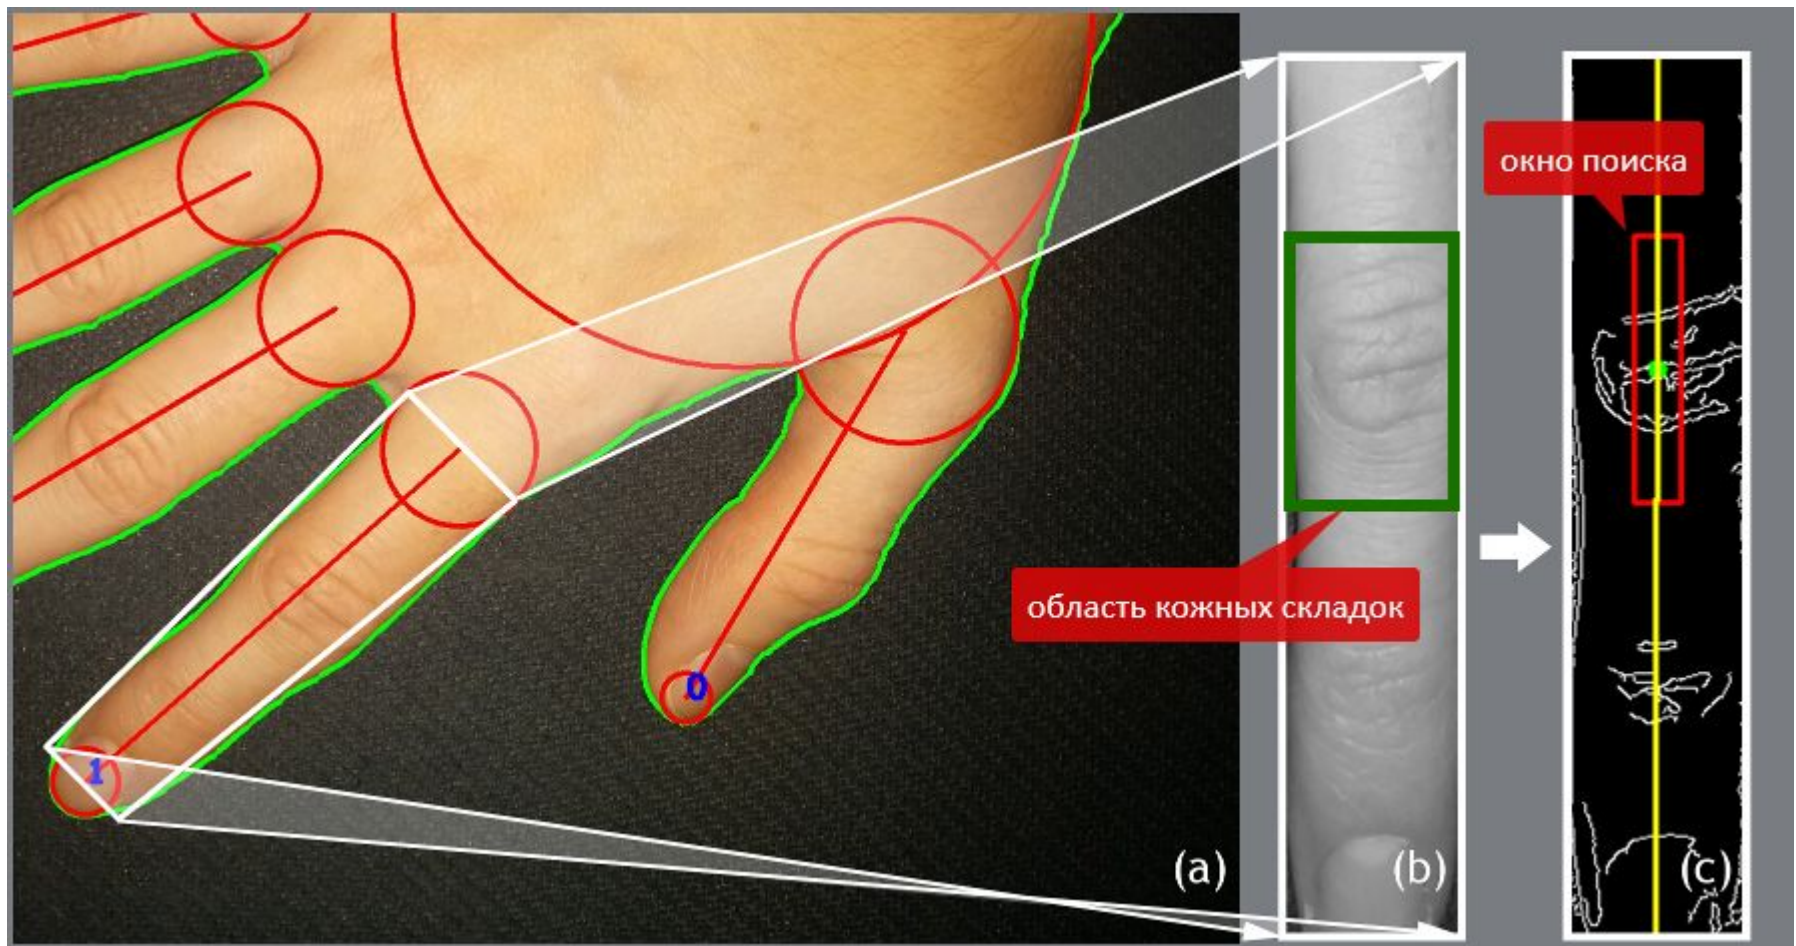 окно поиска
область кожных складок
0
1
(a)
(b)
(c)